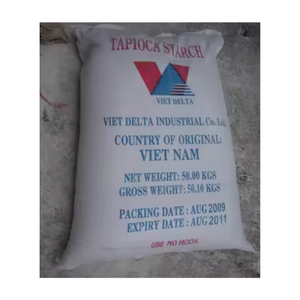 TAPIOCA STARCH
VIET DELTA
VIET DELTA INDUSTRIAL Co. Ltd.
COUNTRY OF ORIGINAL:
VIET NAM
NET WEIGHT: 50.00 KGS
GROSS WEIGHT: 50.10 KGS
PACKING DATE : AUG 2009
EXPIRY DATE : AUG 2011
USE NO HOOK